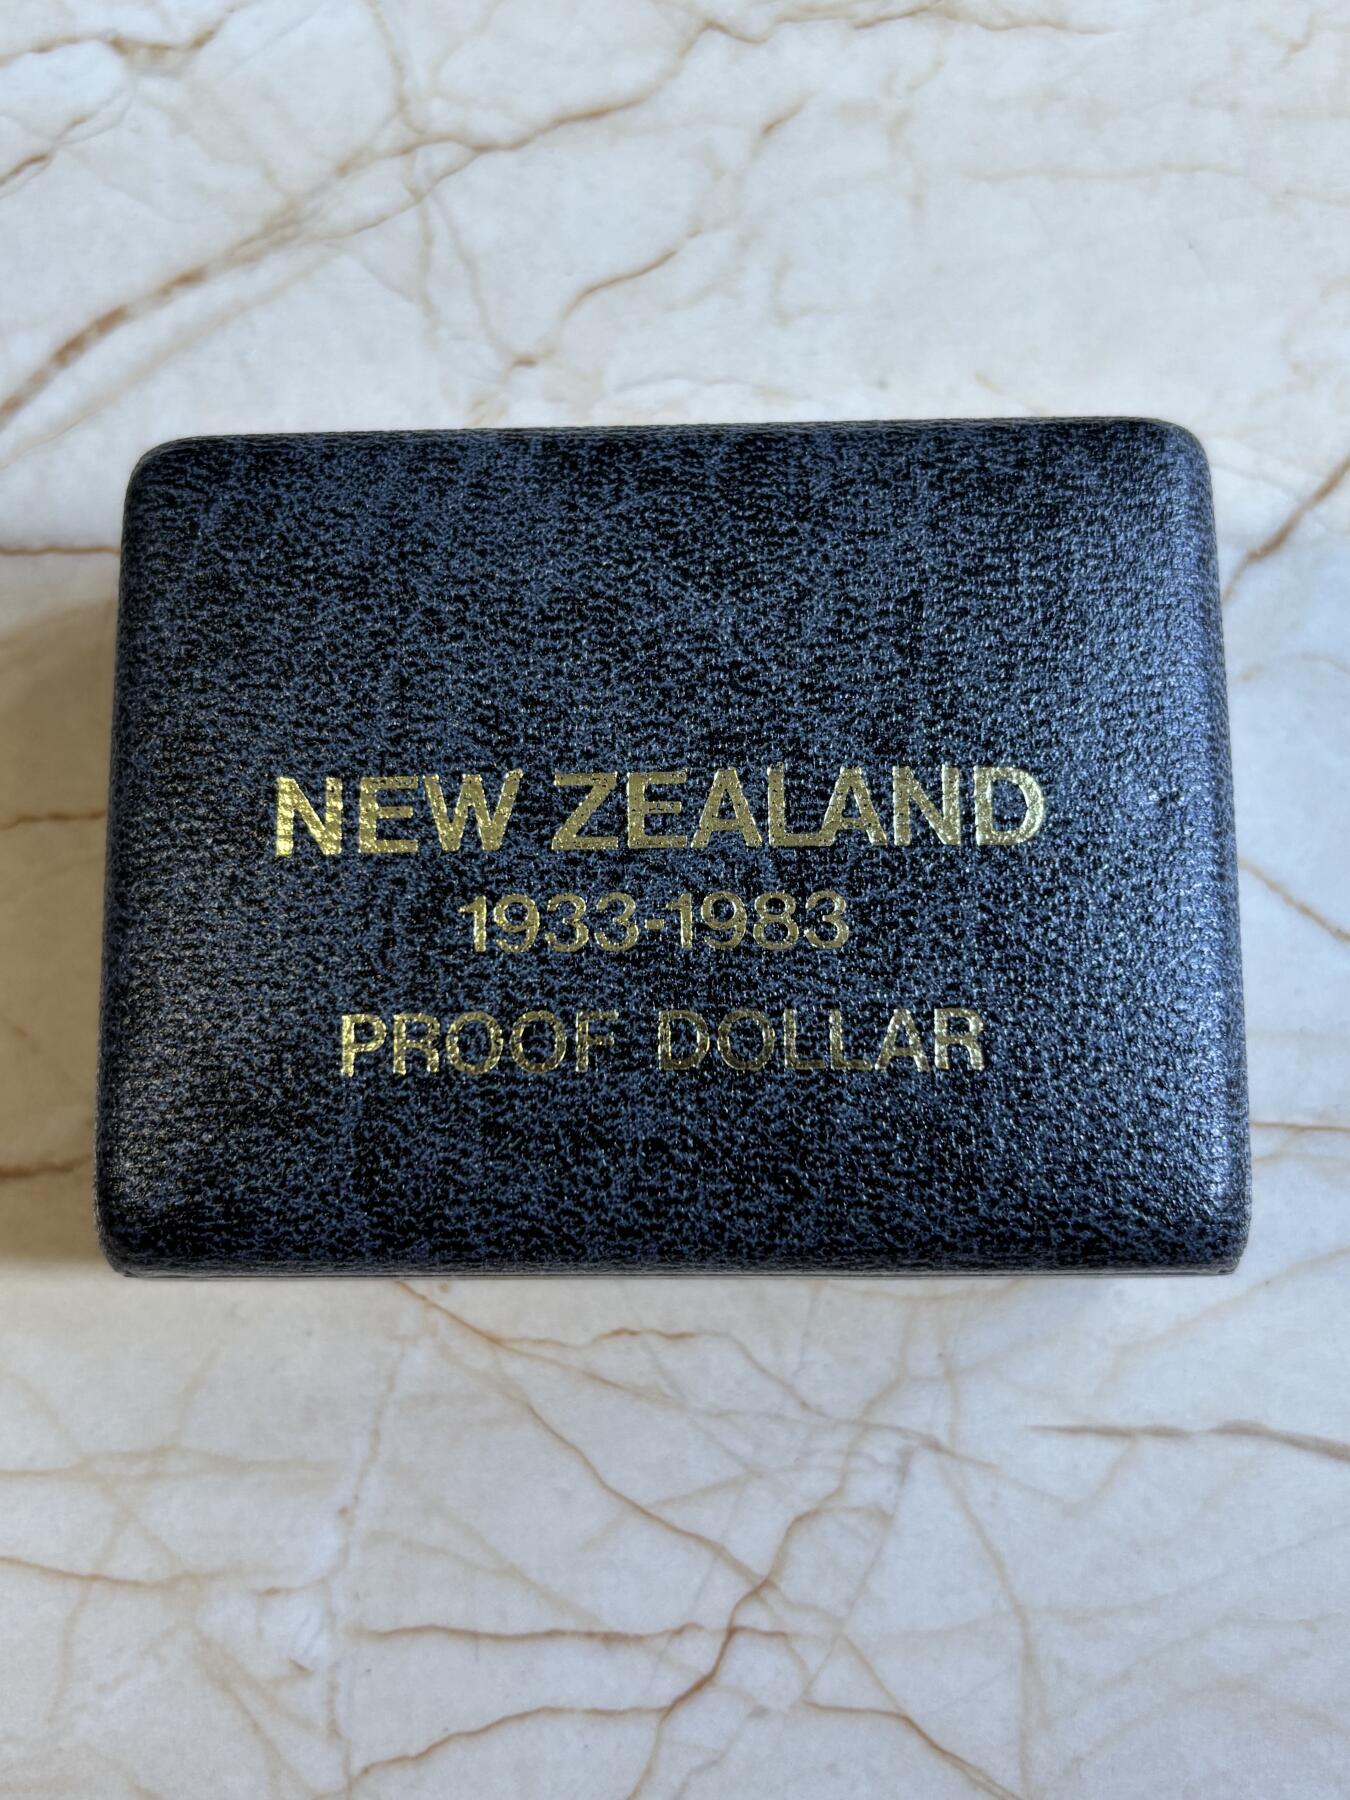 NEW ZEALAND
1933-1983
PROOF DOLLAR